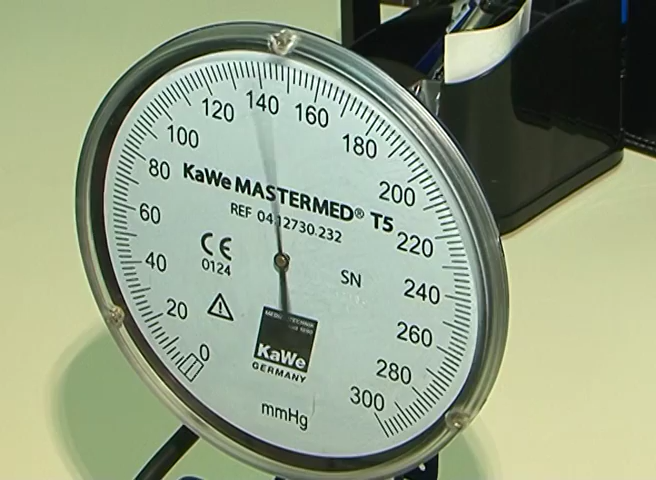 0
20
40
60
80
100
120
140
160
180
200
220
240
260
280
300
KaWe MASTERMED® T5
REF 04.12730.232
CE
0124
SN
KaWe
GERMANY
mmHg